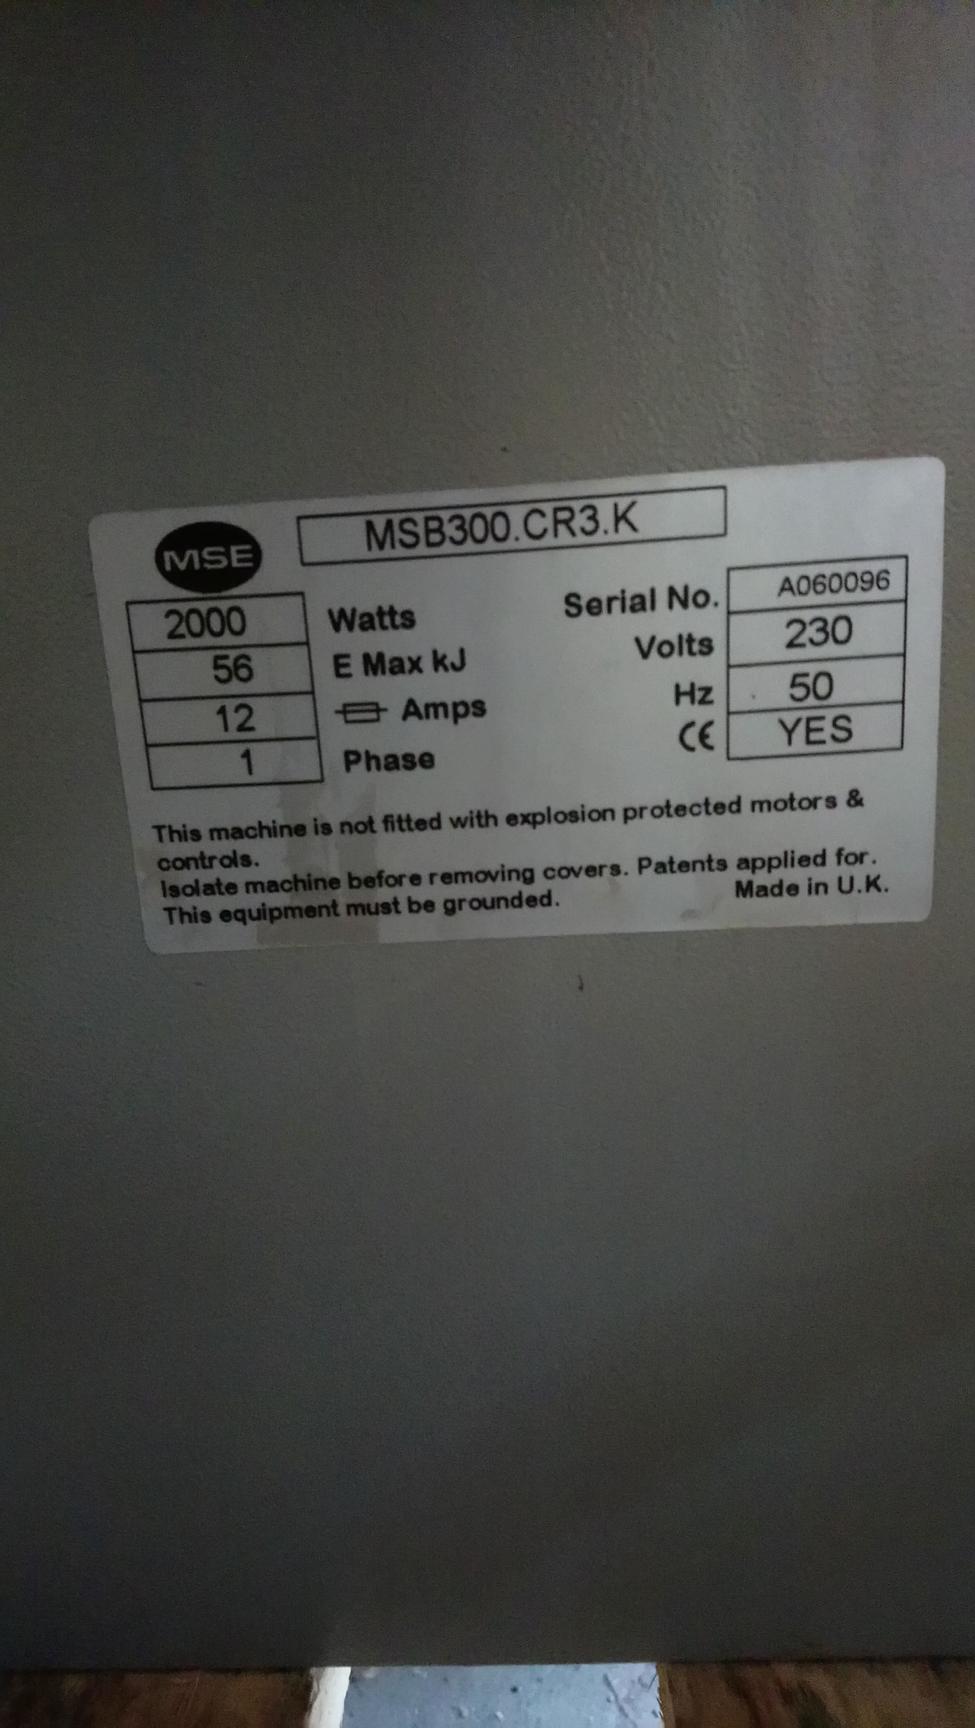 MSE
MSB300.CR3.K
2000 Watts
56 E Max kJ
12 Amps
1 Phase
Serial No. A060096
Volts 230
Hz 50
CE YES
This machine is not fitted with explosion protected motors &
controls.
Isolate machine before removing covers. Patents applied for.
This equipment must be grounded. Made in U.K.